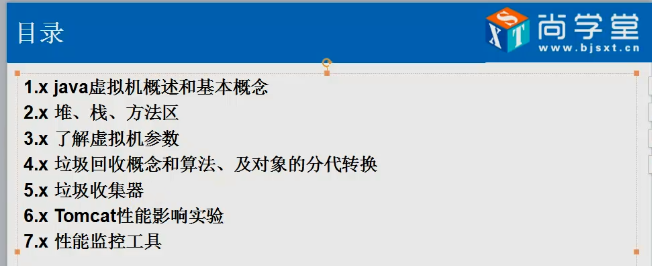 目录
SXT
尚学堂
www.bjsxt.cn
1.x java虚拟机概述和基本概念
2.x 堆、栈、方法区
3.x 了解虚拟机参数
4.x 垃圾回收概念和算法、及对象的分代转换
5.x 垃圾收集器
6.x Tomcat性能影响实验
7.x 性能监控工具